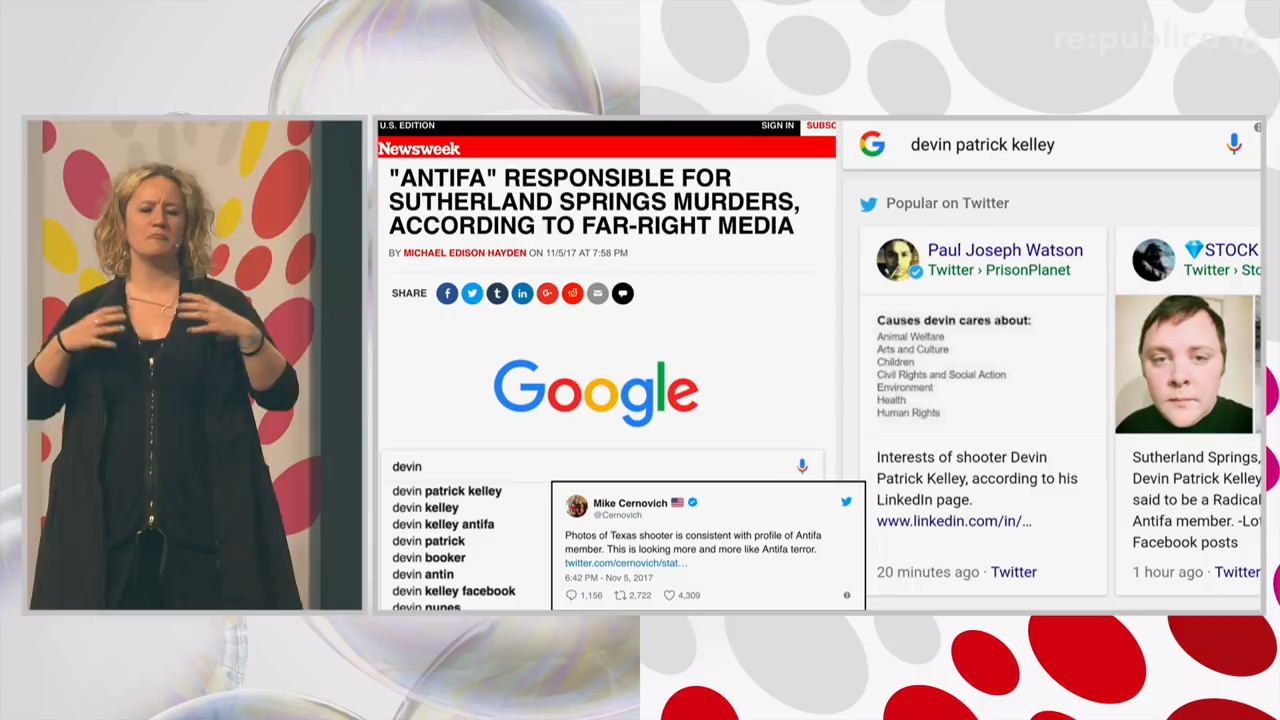 re:publica 18
U.S. EDITION
SIGN IN
SUBSC
Newsweek
"ANTIFA" RESPONSIBLE FOR
SUTHERLAND SPRINGS MURDERS,
ACCORDING TO FAR-RIGHT MEDIA
BY MICHAEL EDISON HAYDEN ON 11/5/17 AT 7:58 PM
SHARE
Google
devin
devin patrick kelley
devin kelley
devin kelley antifa
devin patrick
devin booker
devin antin
devin kelley facebook
devin nunes
Mike Cernovich
@Cernovich
Photos of Texas shooter is consistent with profile of Antifa
member. This is looking more and more like Antifa terror.
twitter.com/cernovich/stat…
6:42 PM - Nov 5, 2017
1,156 2,722 4,309
devin patrick kelley
Popular on Twitter
Paul Joseph Watson
Twitter › PrisonPlanet
Causes devin cares about:
Animal Welfare
Arts and Culture
Children
Civil Rights and Social Action
Environment
Health
Human Rights
Interests of shooter Devin
Patrick Kelley, according to his
LinkedIn page.
www.linkedin.com/in/…
20 minutes ago · Twitter
STOCK
Twitter › Sto
Sutherland Springs,
Devin Patrick Kelley
said to be a Radical
Antifa member. -Lo
Facebook posts
1 hour ago · Twitter